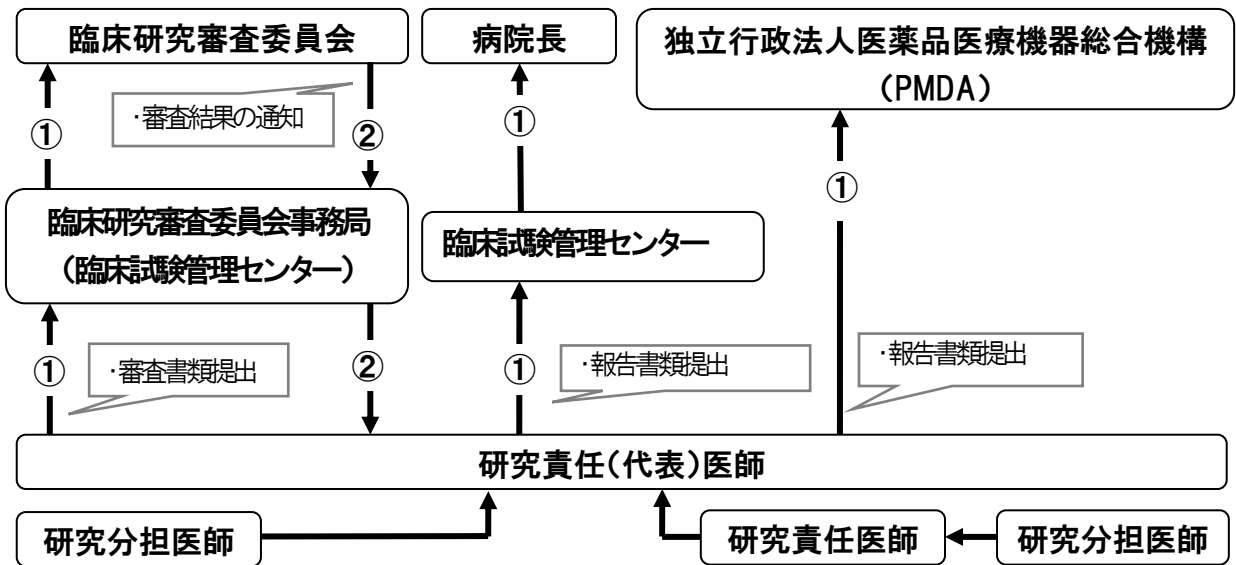 臨床研究審査委員会
病院長
独立行政法人医薬品医療機器総合機構
（PMDA）
・審査結果の通知
①
②
①
①
臨床研究審査委員会事務局
（臨床試験管理センター）
臨床試験管理センター
①
・審査書類提出
②
①
・報告書類提出
・報告書類提出
研究責任（代表）医師
研究分担医師
研究責任医師
研究分担医師